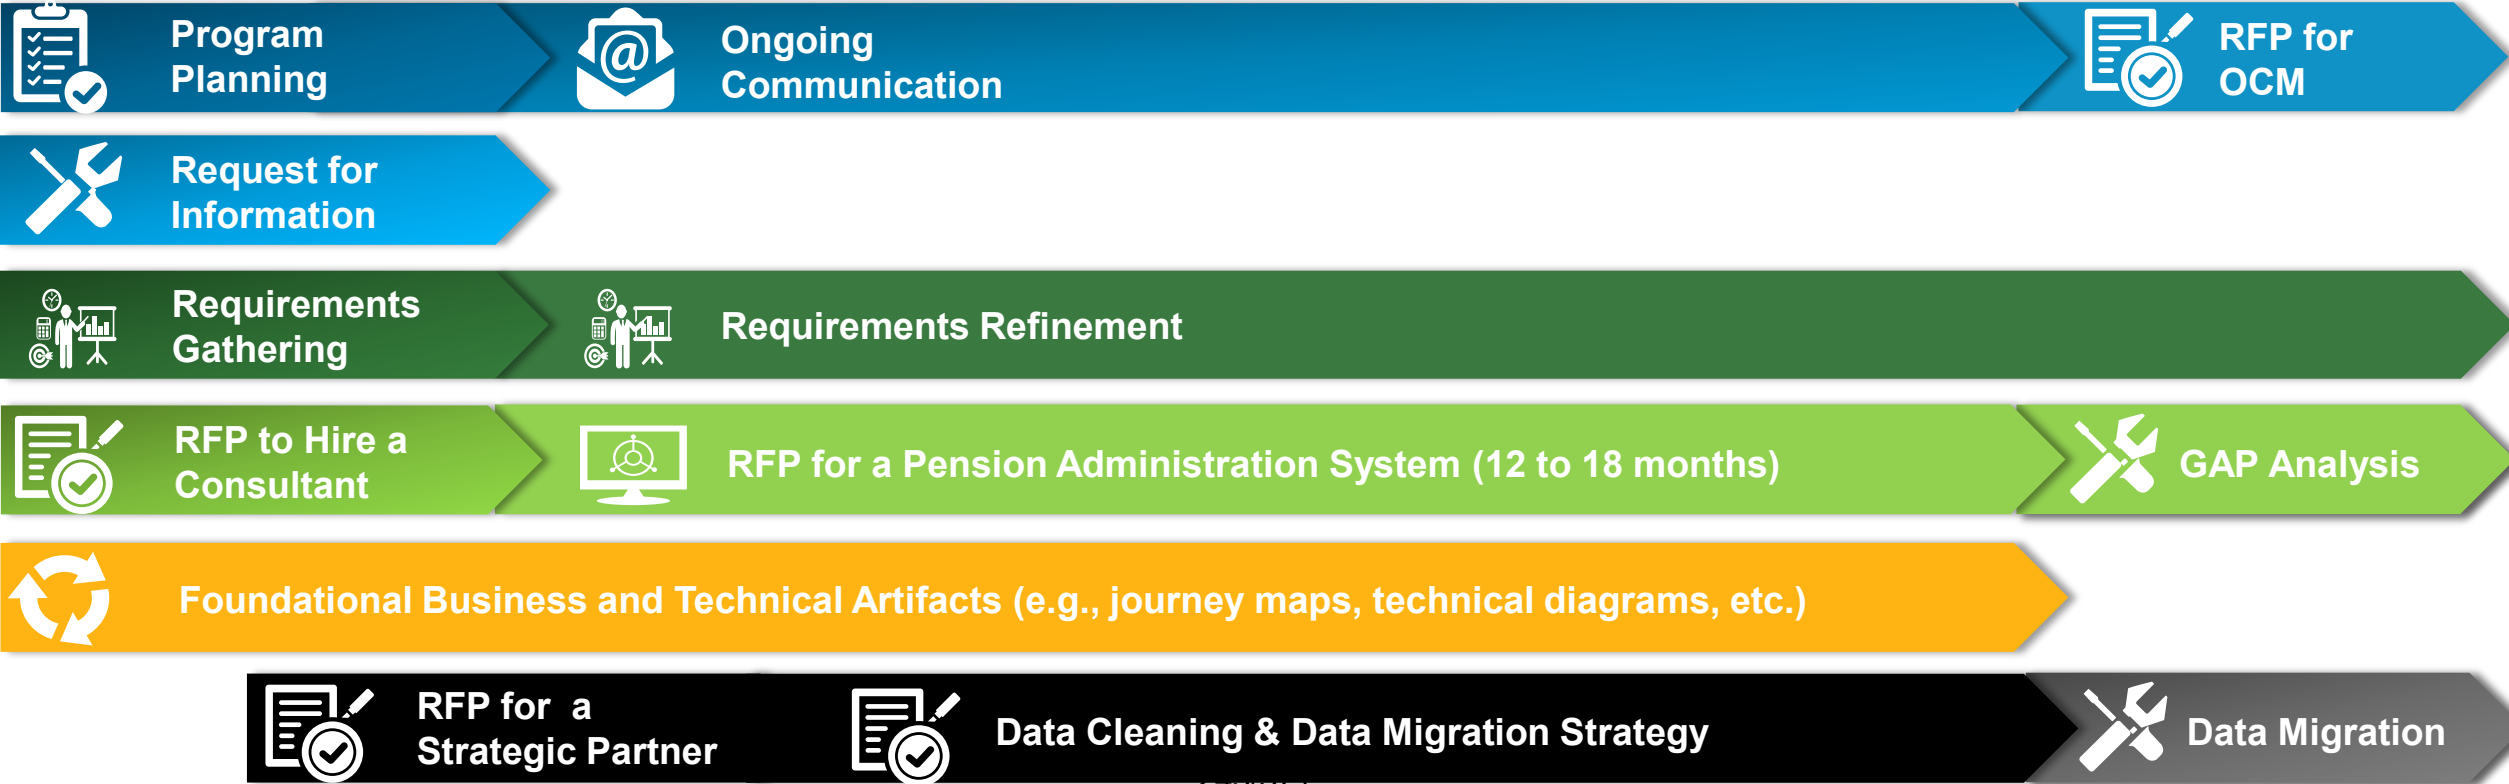 Program
Planning
Ongoing
Communication
RFP for
OCM
Request for
Information
Requirements
Gathering
Requirements Refinement
RFP to Hire a
Consultant
RFP for a Pension Administration System (12 to 18 months)
GAP Analysis
Foundational Business and Technical Artifacts (e.g., journey maps, technical diagrams, etc.)
RFP for a
Strategic Partner
Data Cleaning & Data Migration Strategy
Data Migration